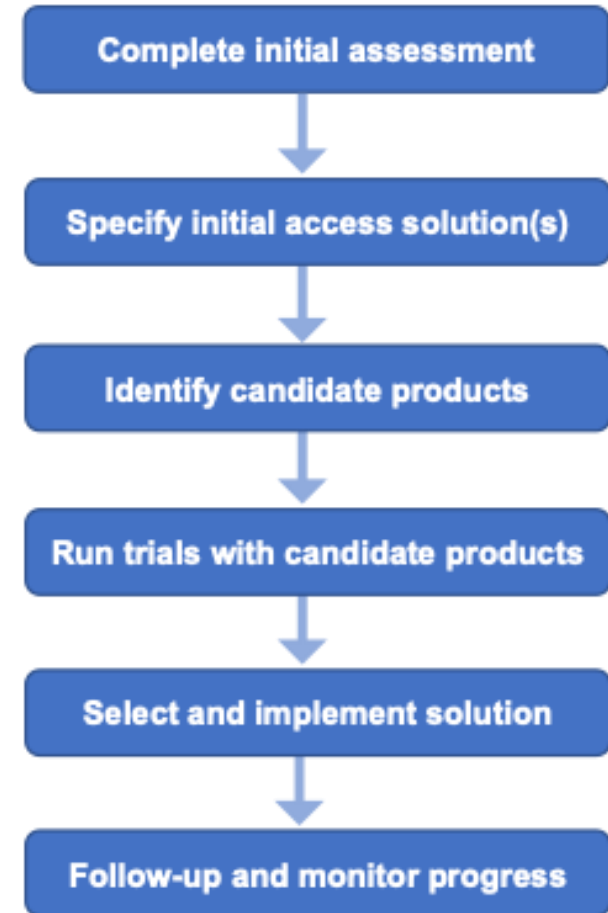 Complete initial assessment
Specify initial access solution(s)
Identify candidate products
Run trials with candidate products
Select and implement solution
Follow-up and monitor progress